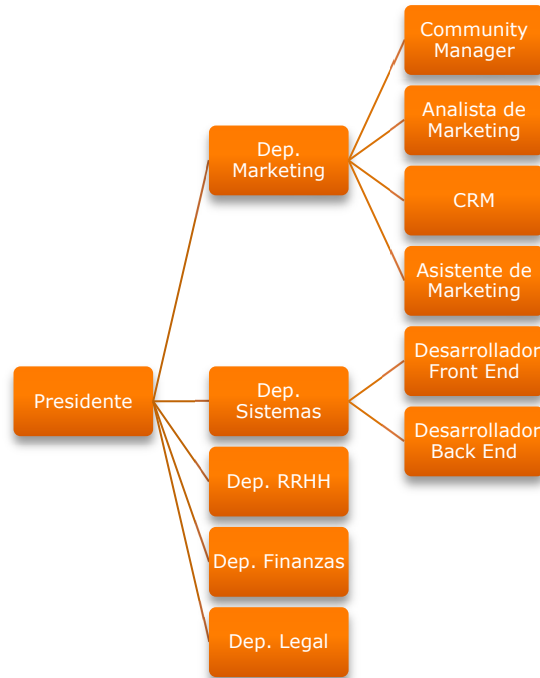 Community
Manager
Analista de
Marketing
Dep.
Marketing
CRM
Asistente de
Marketing
Presidente
Dep.
Sistemas
Desarrollador
Front End
Desarrollador
Back End
Dep. RRHH
Dep. Finanzas
Dep. Legal